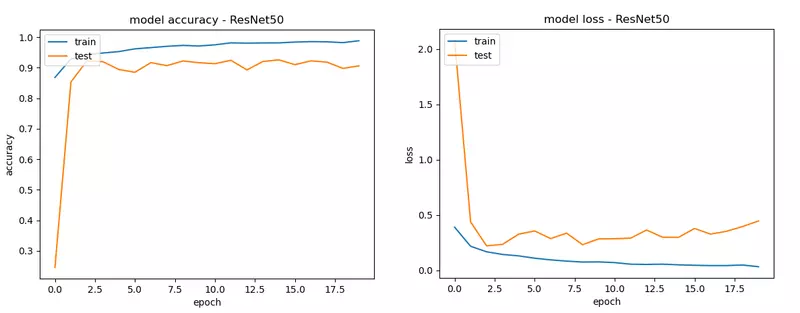 model accuracy - ResNet50
1.0
0.9
0.8
0.7
0.6
0.5
0.4
0.3
accuracy
train
test
0.0 2.5 5.0 7.5 10.0 12.5 15.0 17.5
epoch
model loss - ResNet50
2.0
1.5
1.0
0.5
0.0
loss
train
test
0.0 2.5 5.0 7.5 10.0 12.5 15.0 17.5
epoch